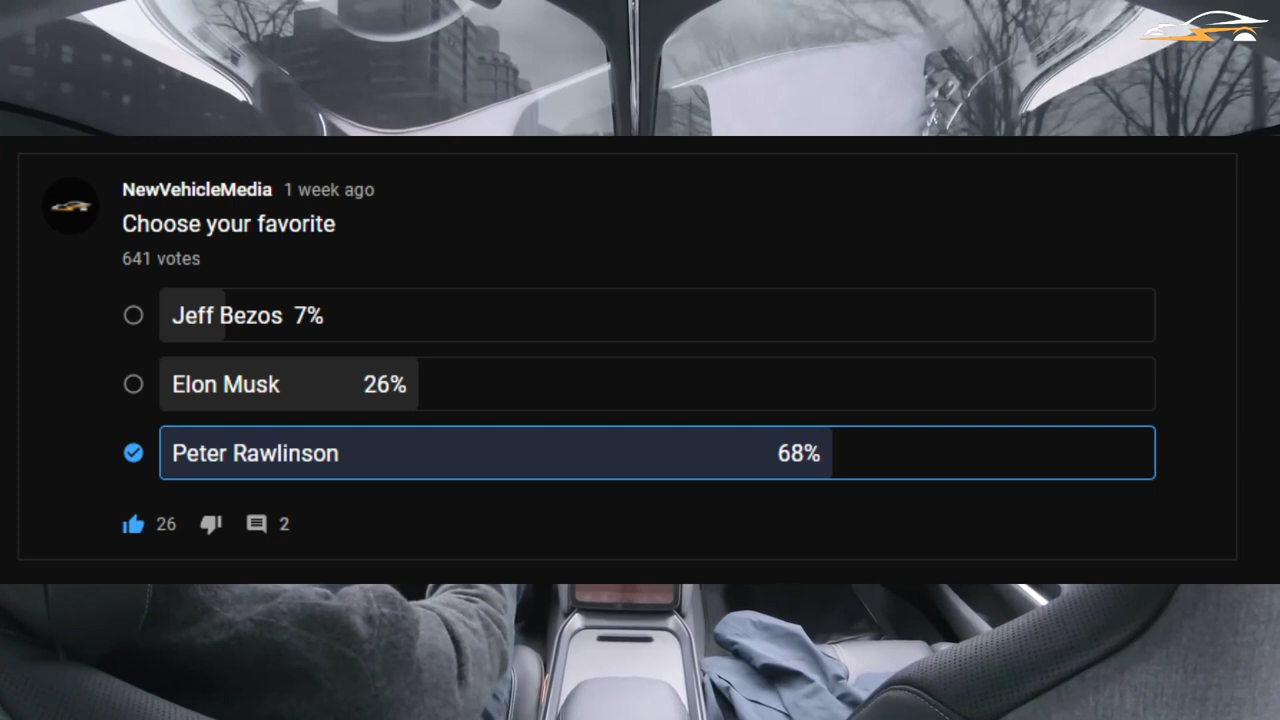 NewVehicleMedia 1 week ago
Choose your favorite
641 votes
Jeff Bezos 7%
Elon Musk 26%
Peter Rawlinson 68%
26 2